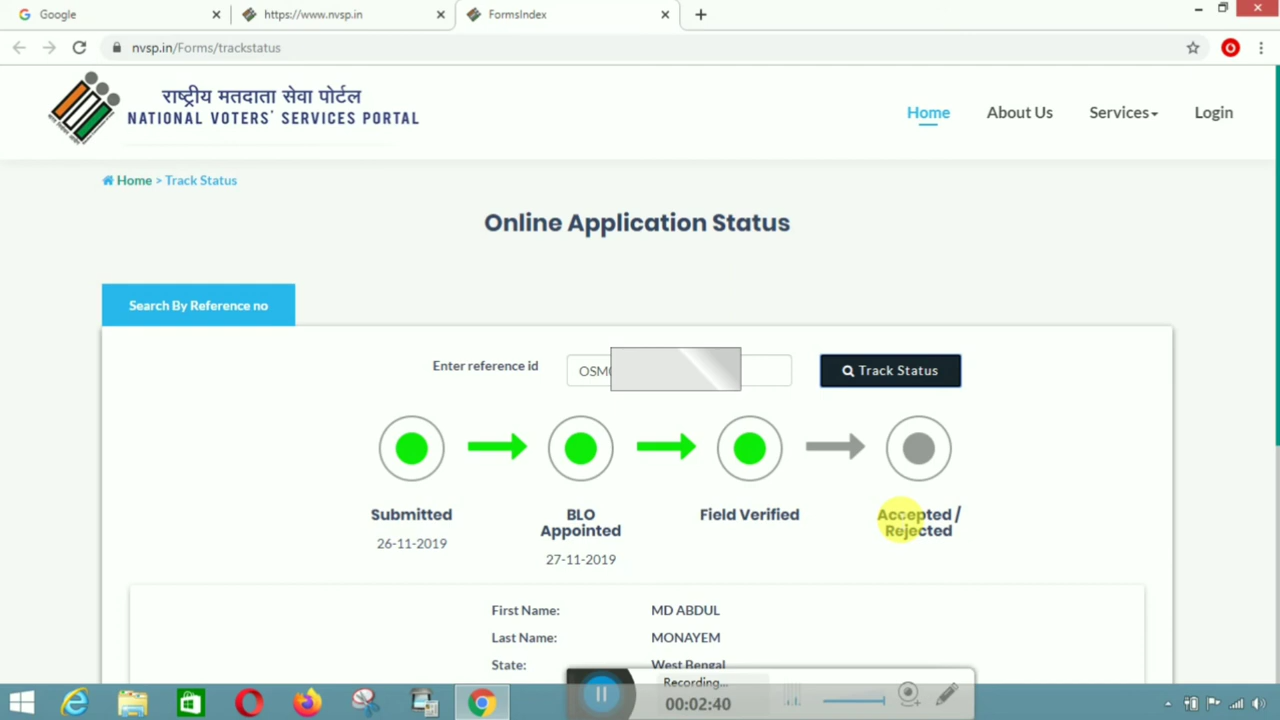 Google
https://www.nvsp.in
FormsIndex
nvsp.in/Forms/trackstatus
राष्ट्रीय मतदाता सेवा पोर्टल
NATIONAL VOTERS' SERVICES PORTAL
Home
About Us
Services
Login
Home > Track Status
Online Application Status
Search By Reference no
Enter reference id
Track Status
Submitted
26-11-2019
BLO
Appointed
27-11-2019
Field Verified
Accepted /
Rejected
First Name: MD ABDUL
Last Name: MONAYEM
State: West Bengal
Recording...
00:02:40